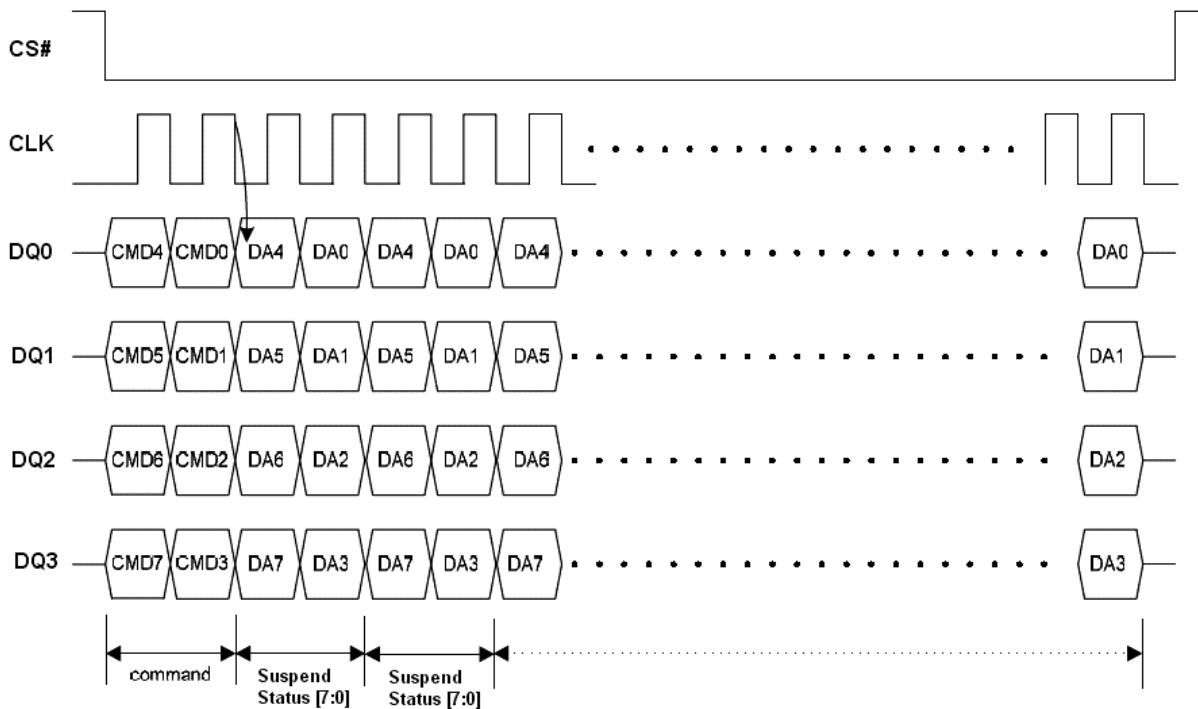 CS#
CLK
DQ0 CMD4 CMD0 DA4 DA0 DA4 DA0 DA4 DA0
DQ1 CMD5 CMD1 DA5 DA1 DA5 DA1 DA5 DA1
DQ2 CMD6 CMD2 DA6 DA2 DA6 DA2 DA6 DA2
DQ3 CMD7 CMD3 DA7 DA3 DA7 DA3 DA7 DA3
command
Suspend
Status [7:0]
Suspend
Status [7:0]